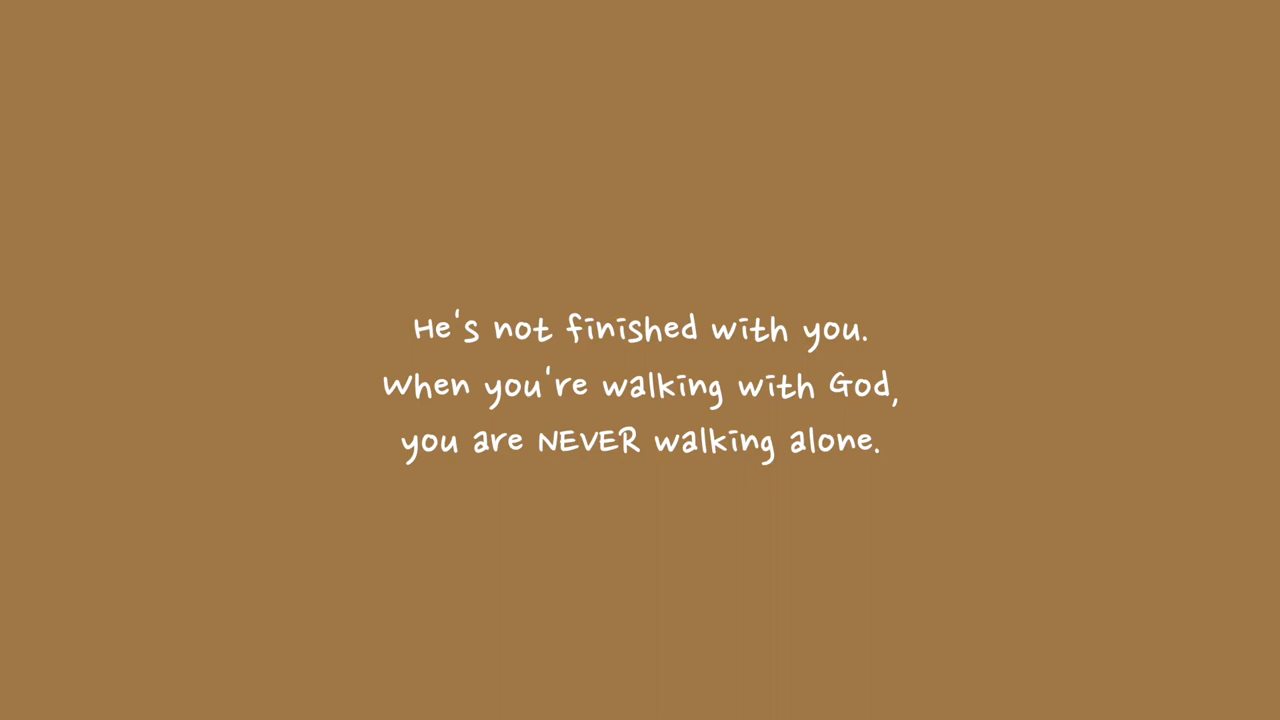 He's not finished with you.
When you're walking with God,
you are NEVER walking alone.